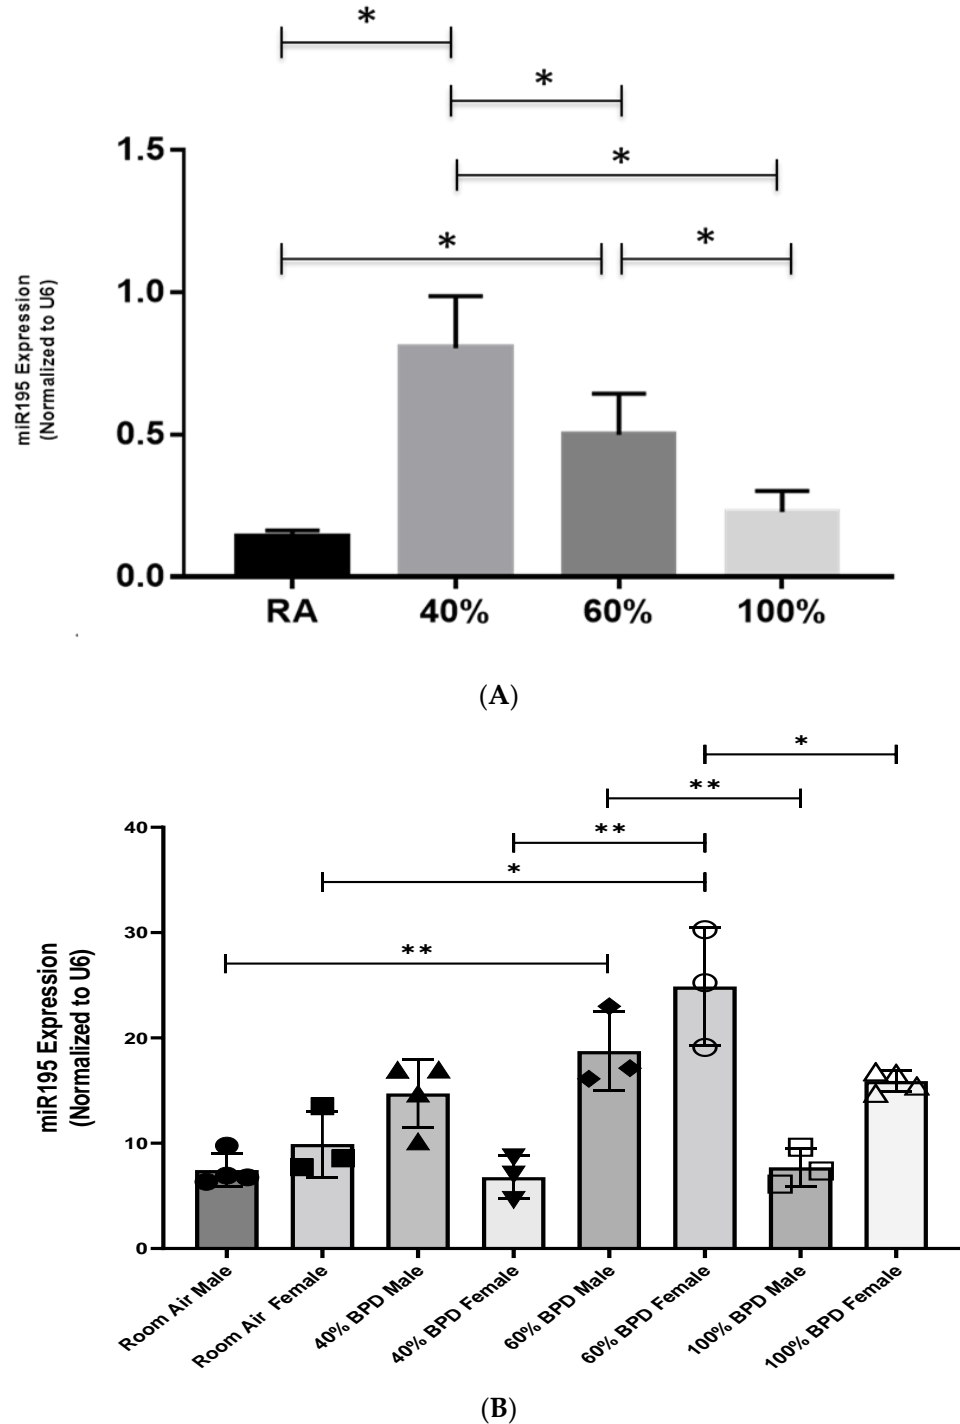 *
*
*
*
*
1.5
1.0
0.5
0.0
miR195 Expression
(Normalized to U6)
RA 40% 60% 100%
(A)
*
**
**
*
**
40
30
20
10
0
miR195 Expression
(Normalized to U6)
Room Air Male
Room Air Female
40% BPD Male
40% BPD Female
60% BPD Male
60% BPD Female
100% BPD Male
100% BPD Female
(B)